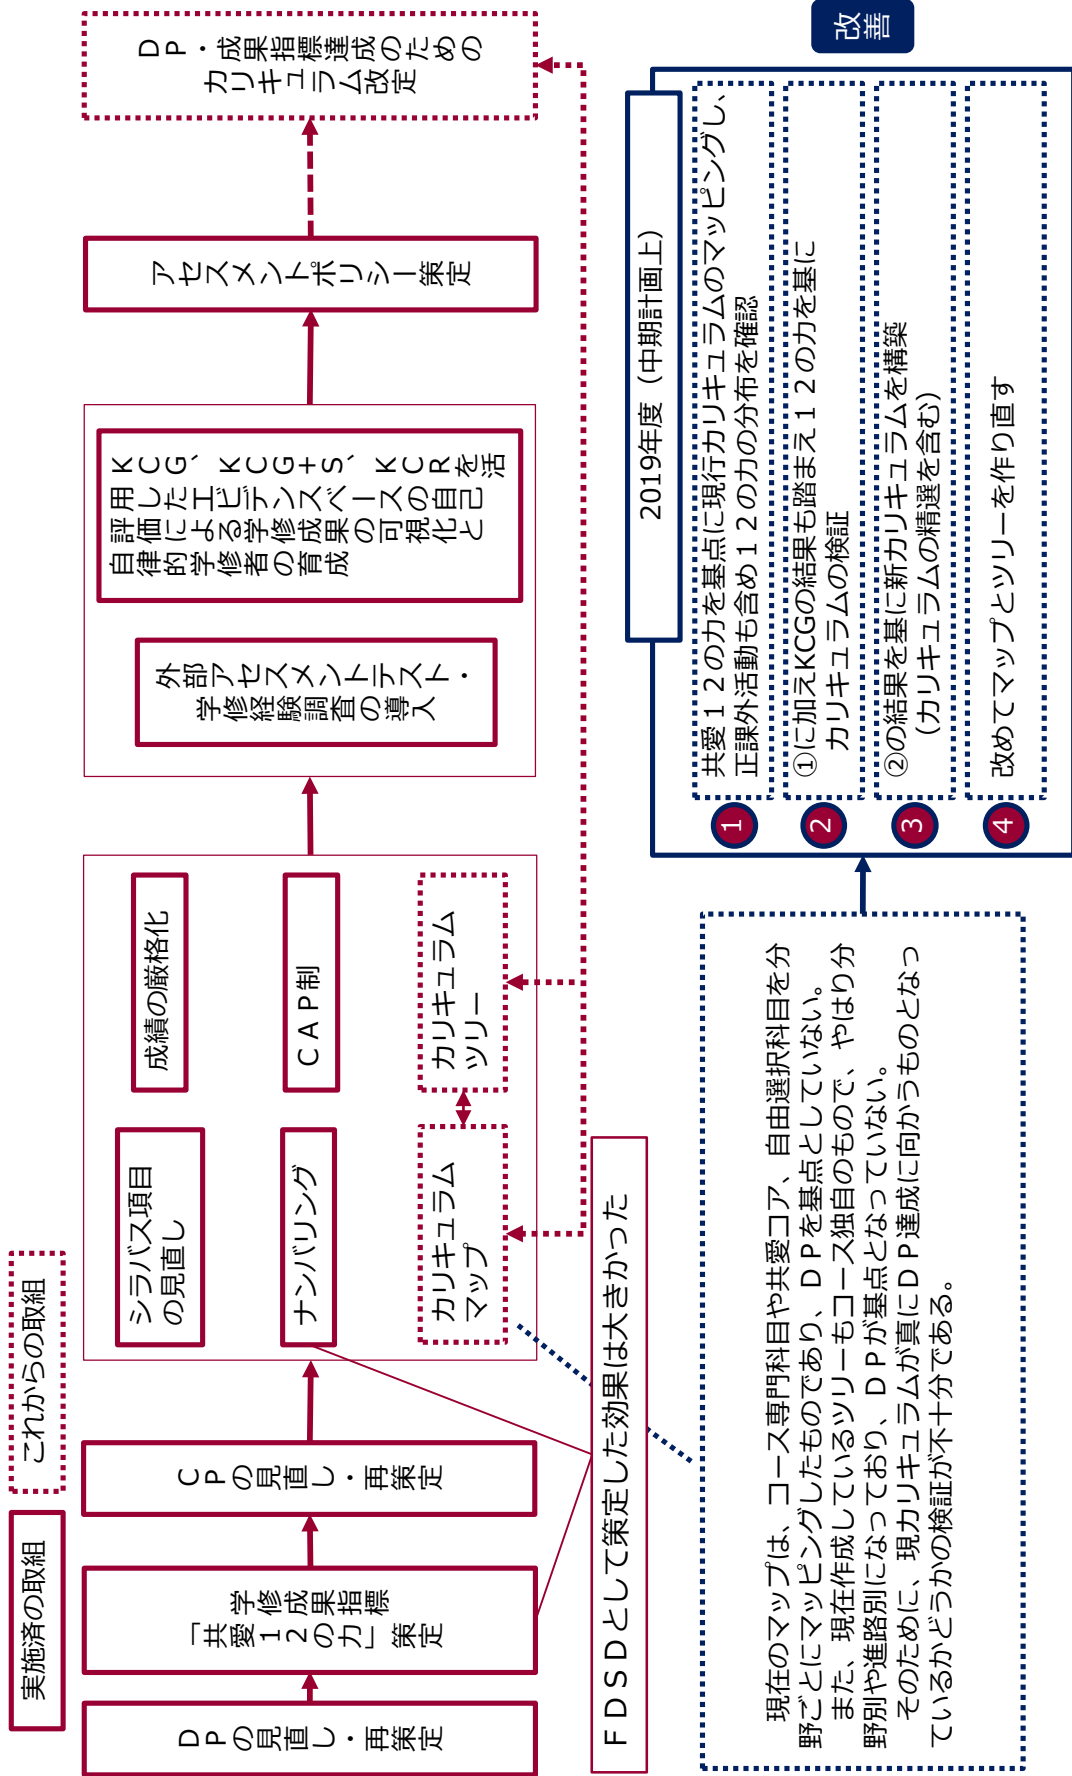 実施済の取組
これからの取組
ＤＰの見直し・再策定
学修成果指標
「共愛１２の力」策定
ＣＰの見直し・再策定
シラバス項目
の見直し
成績の厳格化
ナンバリング
ＣＡＰ制
カリキュラム
マップ
カリキュラム
ツリー
外部アセスメントテスト・
学修経験調査の導入
ＫＣＧ、ＫＣＧ＋Ｓ、ＫＣＲを活
用したエビデンスベースの自己
評価による学修成果の可視化と
自律的学修者の育成
アセスメントポリシー策定
ＤＰ・成果指標達成のための
カリキュラム改定
ＦＤＳＤとして策定した効果は大きかった
現在のマップは、コース専門科目や共愛コア、自由選択科目を分
野ごとにマッピングしたものであり、ＤＰを基点としていない。
また、現在作成しているツリーもコース独自のもので、やはり分
野別や進路別になっており、ＤＰが基点となっていない。
そのために、現カリキュラムが真にＤＰ達成に向かうものとなっ
ているかどうかの検証が不十分である。
2019年度（中期計画上）
1
共愛１２の力を基点に現行カリキュラムのマッピングし、
正課外活動も含め１２の力の分布を確認
2
①に加えKCGの結果も踏まえ１２の力を基に
カリキュラムの検証
3
②の結果を基に新カリキュラムを構築
（カリキュラムの精選を含む）
4
改めてマップとツリーを作り直す
改善